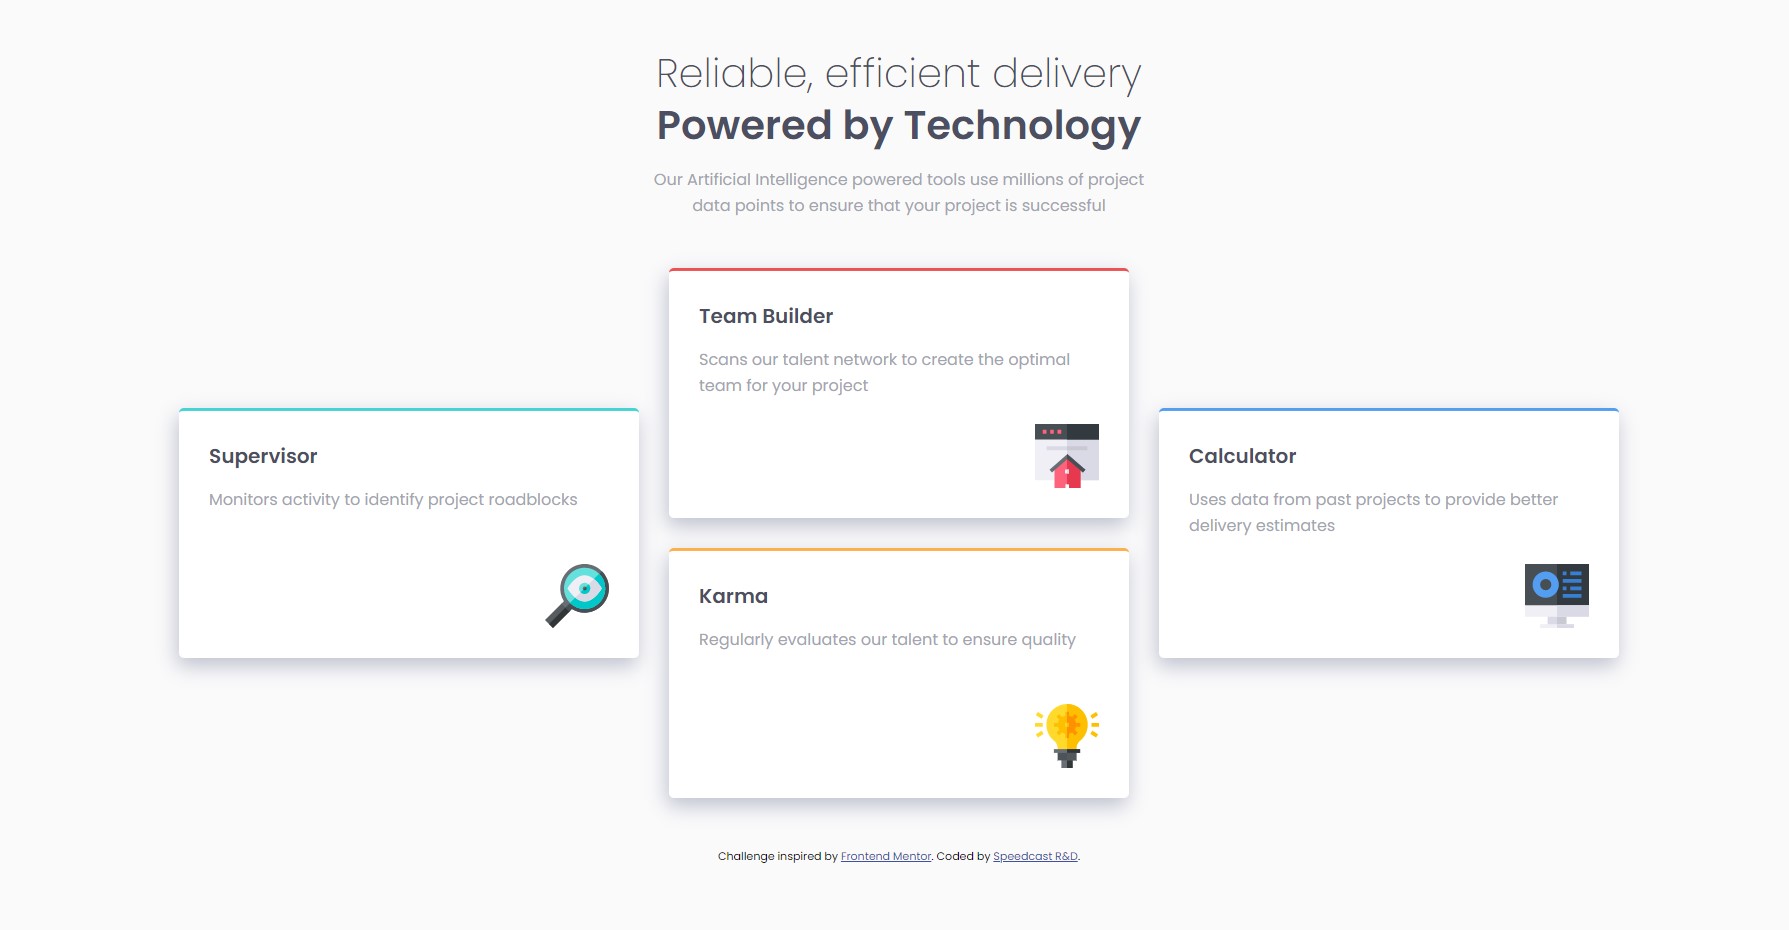 Reliable, efficient delivery
Powered by Technology
Our Artificial Intelligence powered tools use millions of project
data points to ensure that your project is successful
Supervisor
Monitors activity to identify project roadblocks
Team Builder
Scans our talent network to create the optimal
team for your project
Karma
Regularly evaluates our talent to ensure quality
Calculator
Uses data from past projects to provide better
delivery estimates
Challenge inspired by Frontend Mentor. Coded by Speedcast R&D.